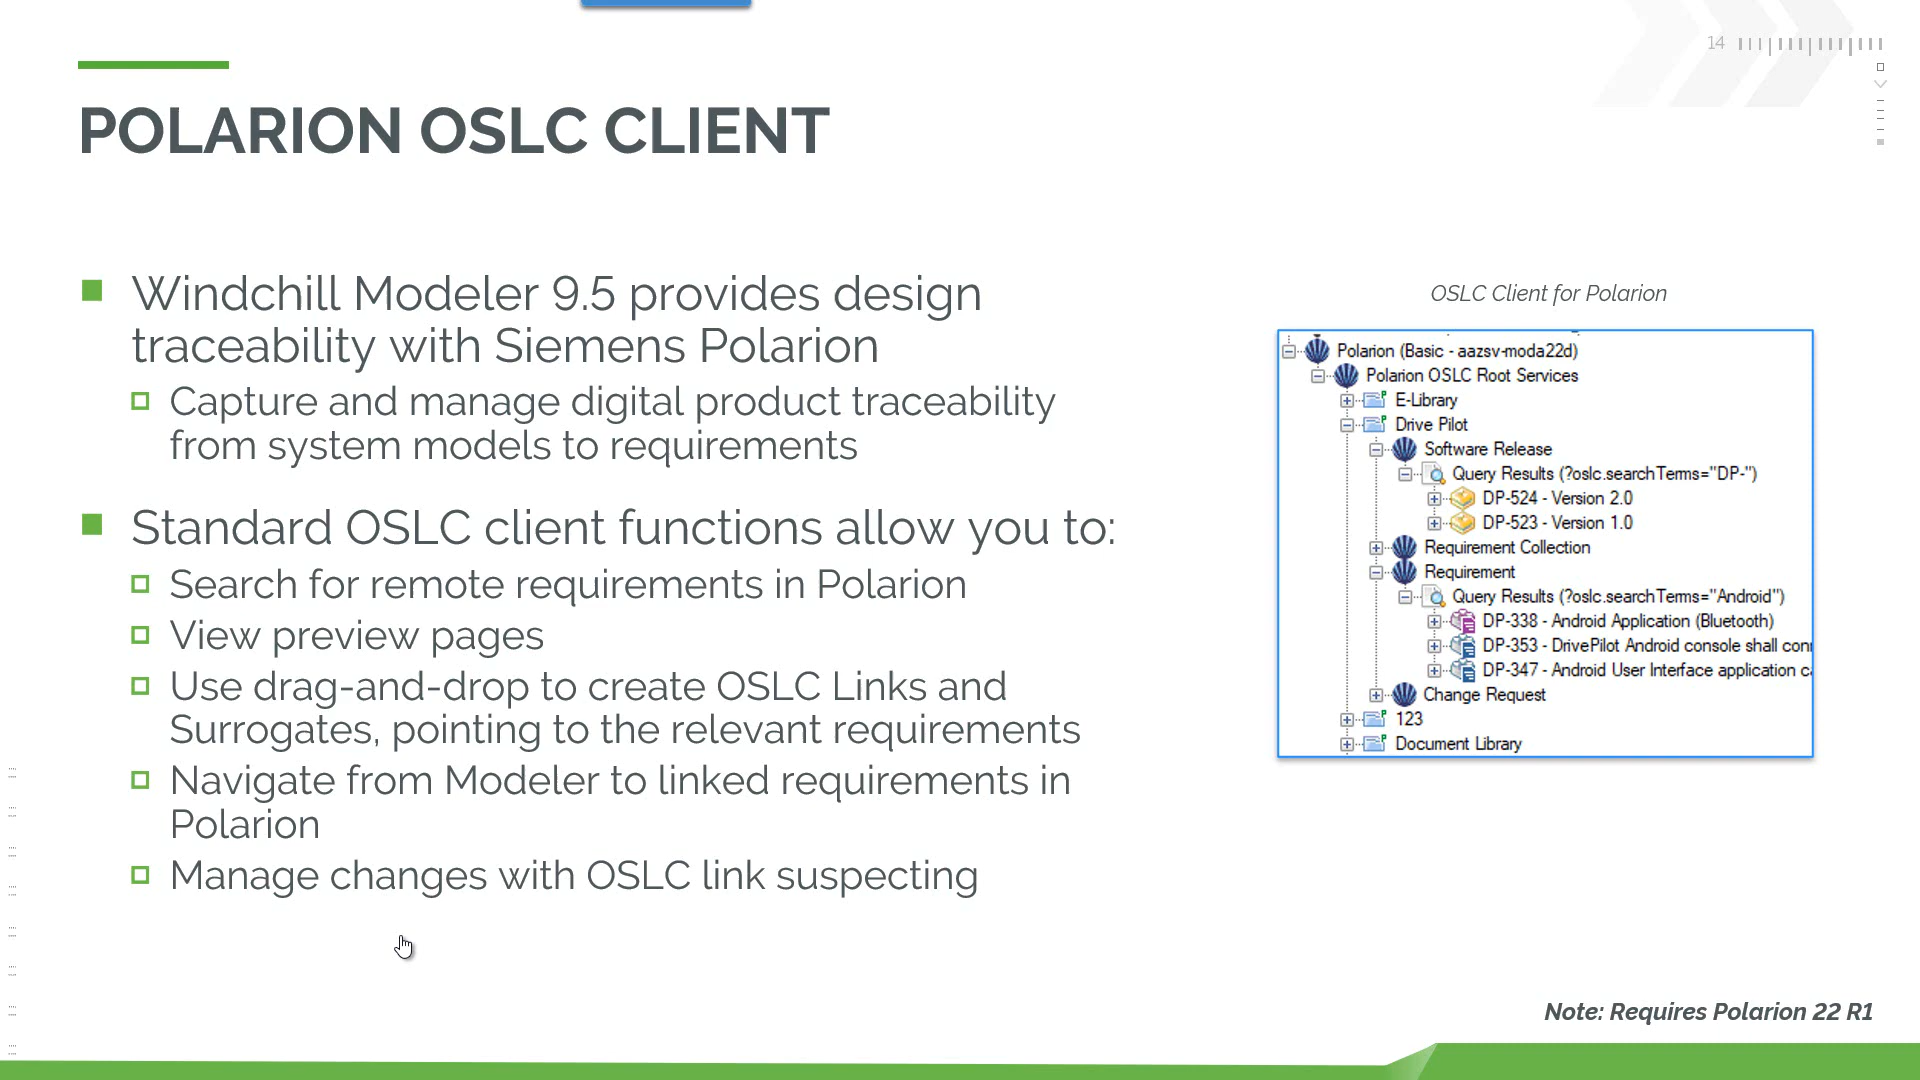 14
POLARION OSLC CLIENT
Windchill Modeler 9.5 provides design
traceability with Siemens Polarion
Capture and manage digital product traceability
from system models to requirements
Standard OSLC client functions allow you to:
Search for remote requirements in Polarion
View preview pages
Use drag-and-drop to create OSLC Links and
Surrogates, pointing to the relevant requirements
Navigate from Modeler to linked requirements in
Polarion
Manage changes with OSLC link suspecting
OSLC Client for Polarion
Polarion (Basic - aazsv-moda22d)
Polarion OSLC Root Services
E-Library
Drive Pilot
Software Release
Query Results (?oslc.searchTerms="DP-")
DP-524 - Version 2.0
DP-523 - Version 1.0
Requirement Collection
Requirement
Query Results (?oslc.searchTerms="Android")
DP-338 - Android Application (Bluetooth)
DP-353 - DrivePilot Android console shall
DP-347 - Android User Interface application
Change Request
123
Document Library
Note: Requires Polarion 22 R1